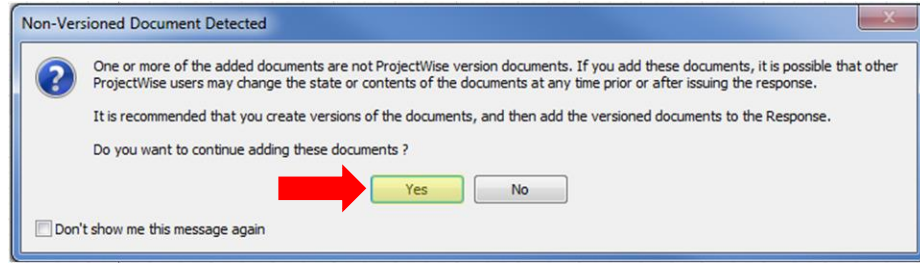 Non-Versioned Document Detected
One or more of the added documents are not ProjectWise version documents. If you add these documents, it is possible that other
ProjectWise users may change the state or contents of the documents at any time prior or after issuing the response.
It is recommended that you create versions of the documents, and then add the versioned documents to the Response.
Do you want to continue adding these documents ?
Yes No
Don't show me this message again